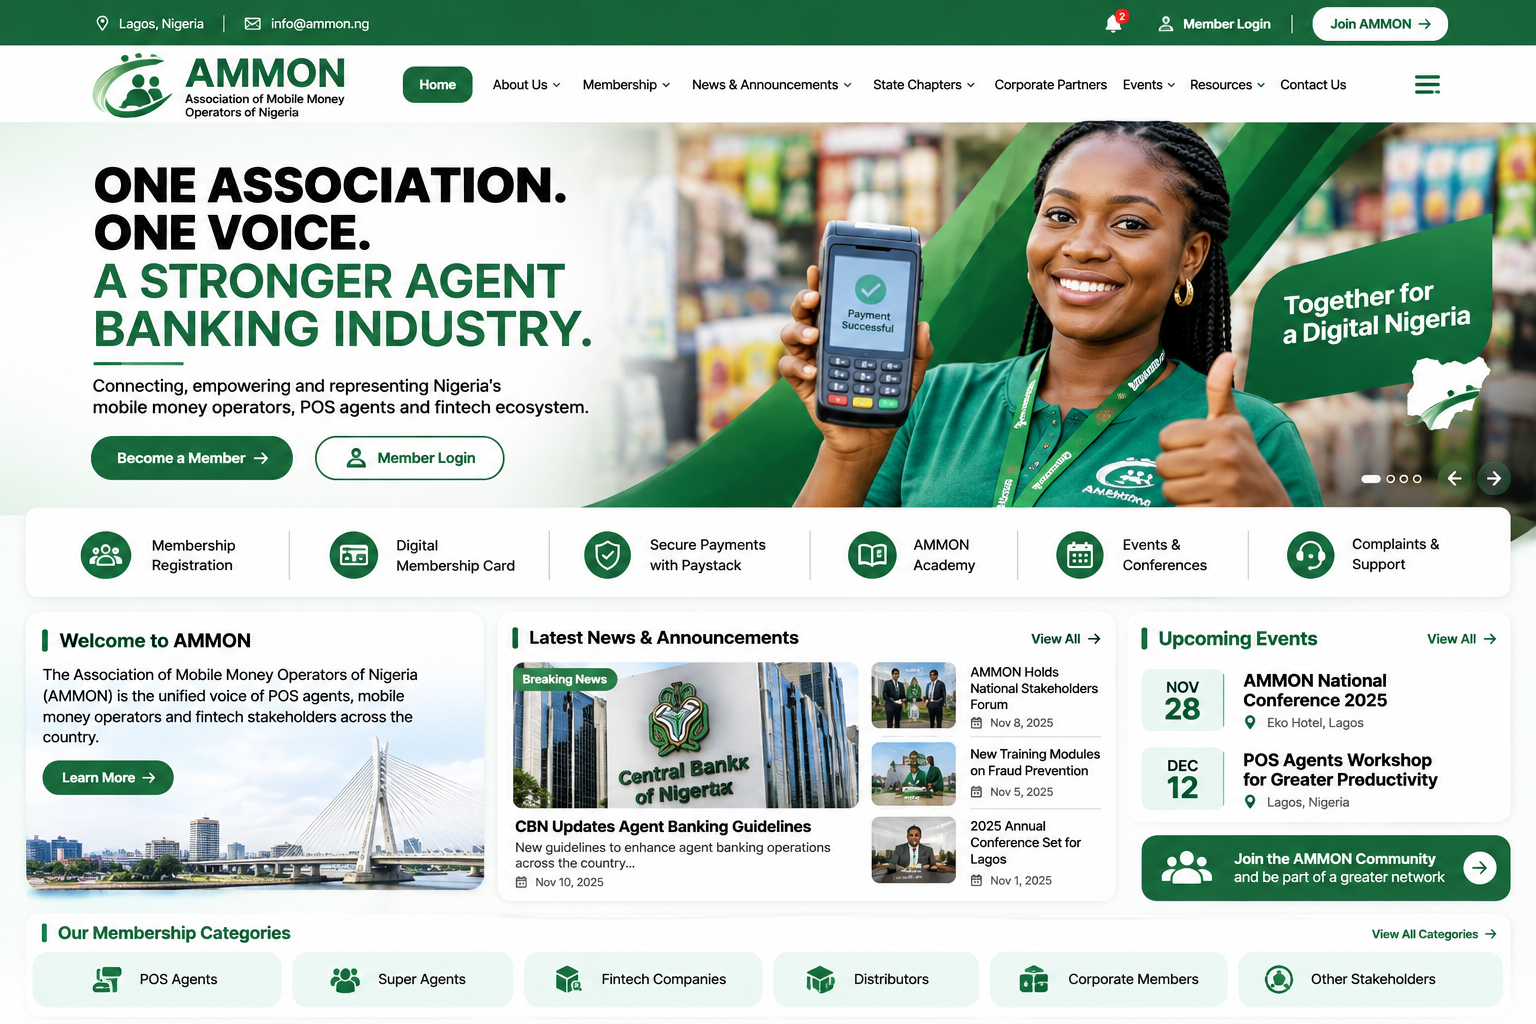 Lagos, Nigeria
info@ammon.ng
2
Member Login
Join AMMON
AMMON
Association of Mobile Money
Operators of Nigeria
Home
About Us
Membership
News & Announcements
State Chapters
Corporate Partners
Events
Resources
Contact Us
ONE ASSOCIATION.
ONE VOICE.
A STRONGER AGENT
BANKING INDUSTRY.
Connecting, empowering and representing Nigeria's
mobile money operators, POS agents and fintech ecosystem.
Become a Member
Member Login
Payment
Successful
Together for
a Digital Nigeria
Membership
Registration
Digital
Membership Card
Secure Payments
with Paystack
AMMON
Academy
Events &
Conferences
Complaints &
Support
Welcome to AMMON
The Association of Mobile Money Operators of Nigeria
(AMMON) is the unified voice of POS agents, mobile
money operators and fintech stakeholders across the
country.
Learn More
Latest News & Announcements
View All
Breaking News
Central Bankx
of Nigeria
CBN Updates Agent Banking Guidelines
New guidelines to enhance agent banking operations
across the country...
Nov 10, 2025
AMMON Holds
National Stakeholders
Forum
Nov 8, 2025
New Training Modules
on Fraud Prevention
Nov 5, 2025
2025 Annual
Conference Set for
Lagos
Nov 1, 2025
Upcoming Events
View All
NOV
28
AMMON National
Conference 2025
Eko Hotel, Lagos
DEC
12
POS Agents Workshop
for Greater Preductivity
Lagos, Nigeria
Join the AMMON Community
and be part of a greater network
Our Membership Categories
View All Categories
POS Agents
Super Agents
Fintech Companies
Distributors
Corporate Members
Other Stakeholders